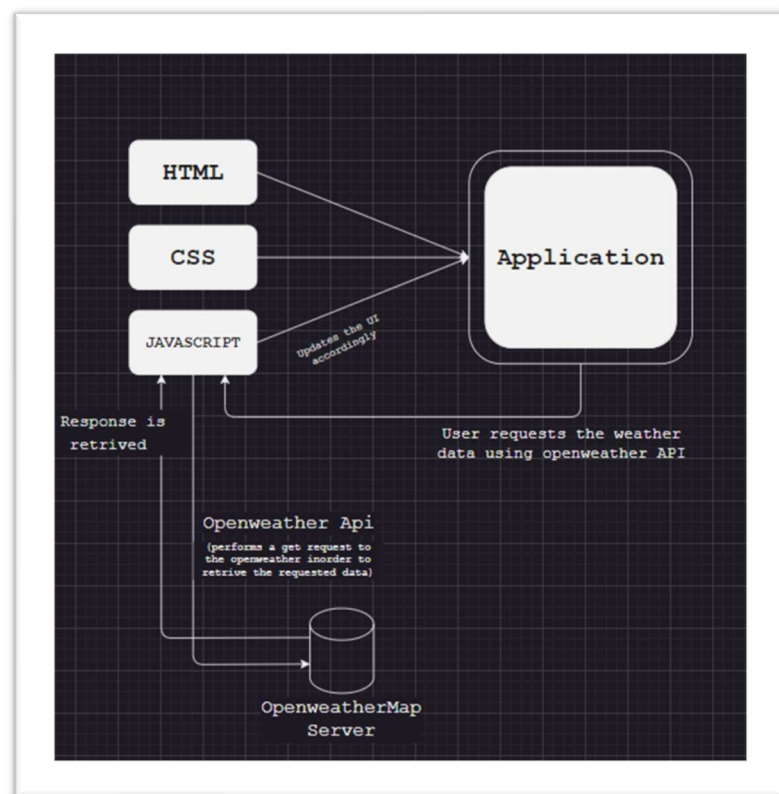 HTML
CSS
Application
JAVASCRIPT
Updates the UI
accordingly
Response is
retrived
User requests the weather
data using openweather API
Openweather Api
(performs a get request to
the openweather inorder to
retrive the requested data)
OpenweatherMap
Server